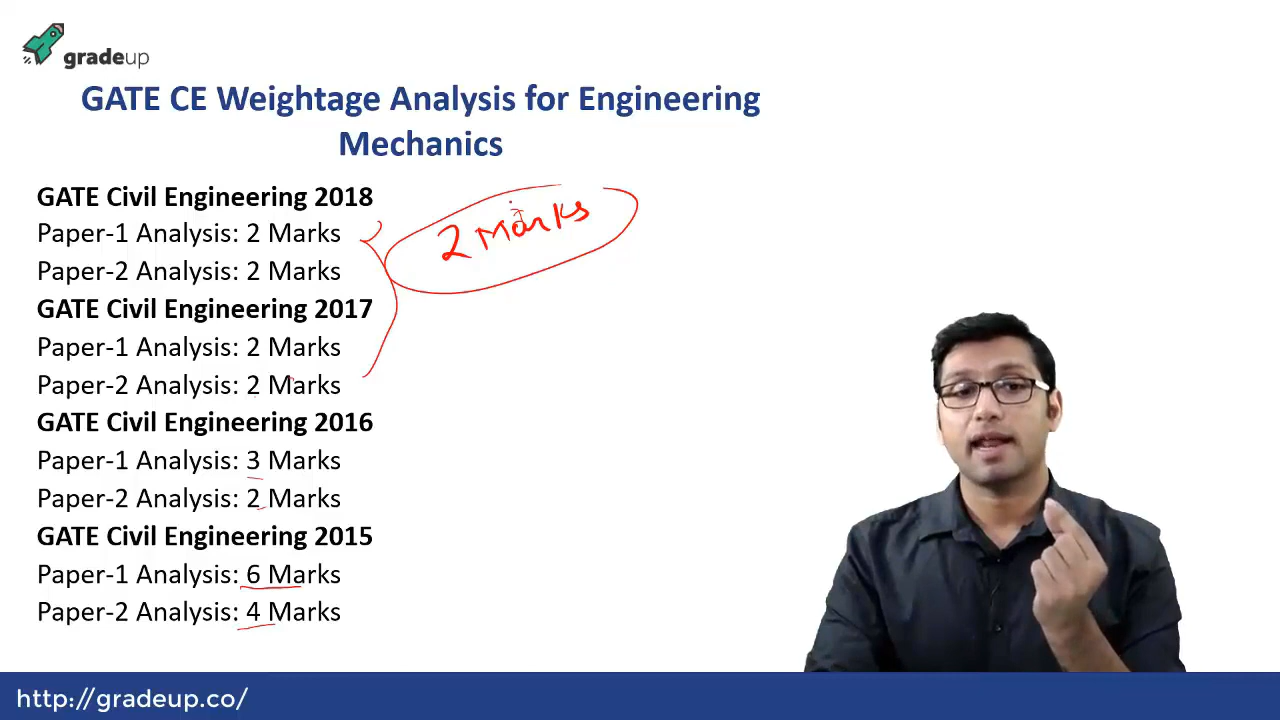 gradeup
GATE CE Weightage Analysis for Engineering
Mechanics
GATE Civil Engineering 2018
Paper-1 Analysis: 2 Marks
Paper-2 Analysis: 2 Marks
2 Marks
GATE Civil Engineering 2017
Paper-1 Analysis: 2 Marks
Paper-2 Analysis: 2 Marks
GATE Civil Engineering 2016
Paper-1 Analysis: 3 Marks
Paper-2 Analysis: 2 Marks
GATE Civil Engineering 2015
Paper-1 Analysis: 6 Marks
Paper-2 Analysis: 4 Marks
http://gradeup.co/